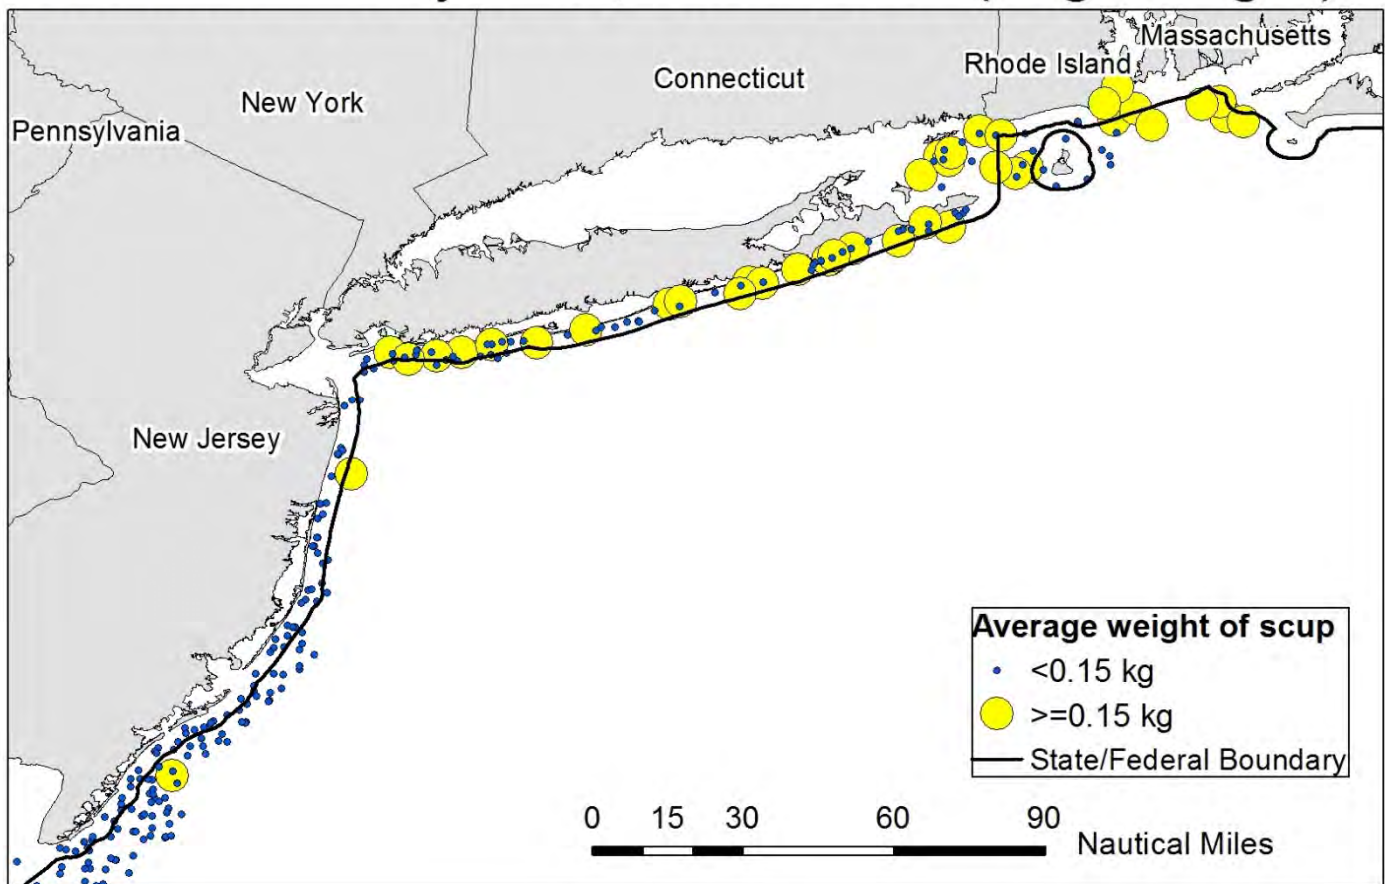 Massachusetts
Rhode Island
Connecticut
New York
Pennsylvania
New Jersey
Average weight of scup
<0.15 kg
>=0.15 kg
State/Federal Boundary
0 15 30 60 90
Nautical Miles